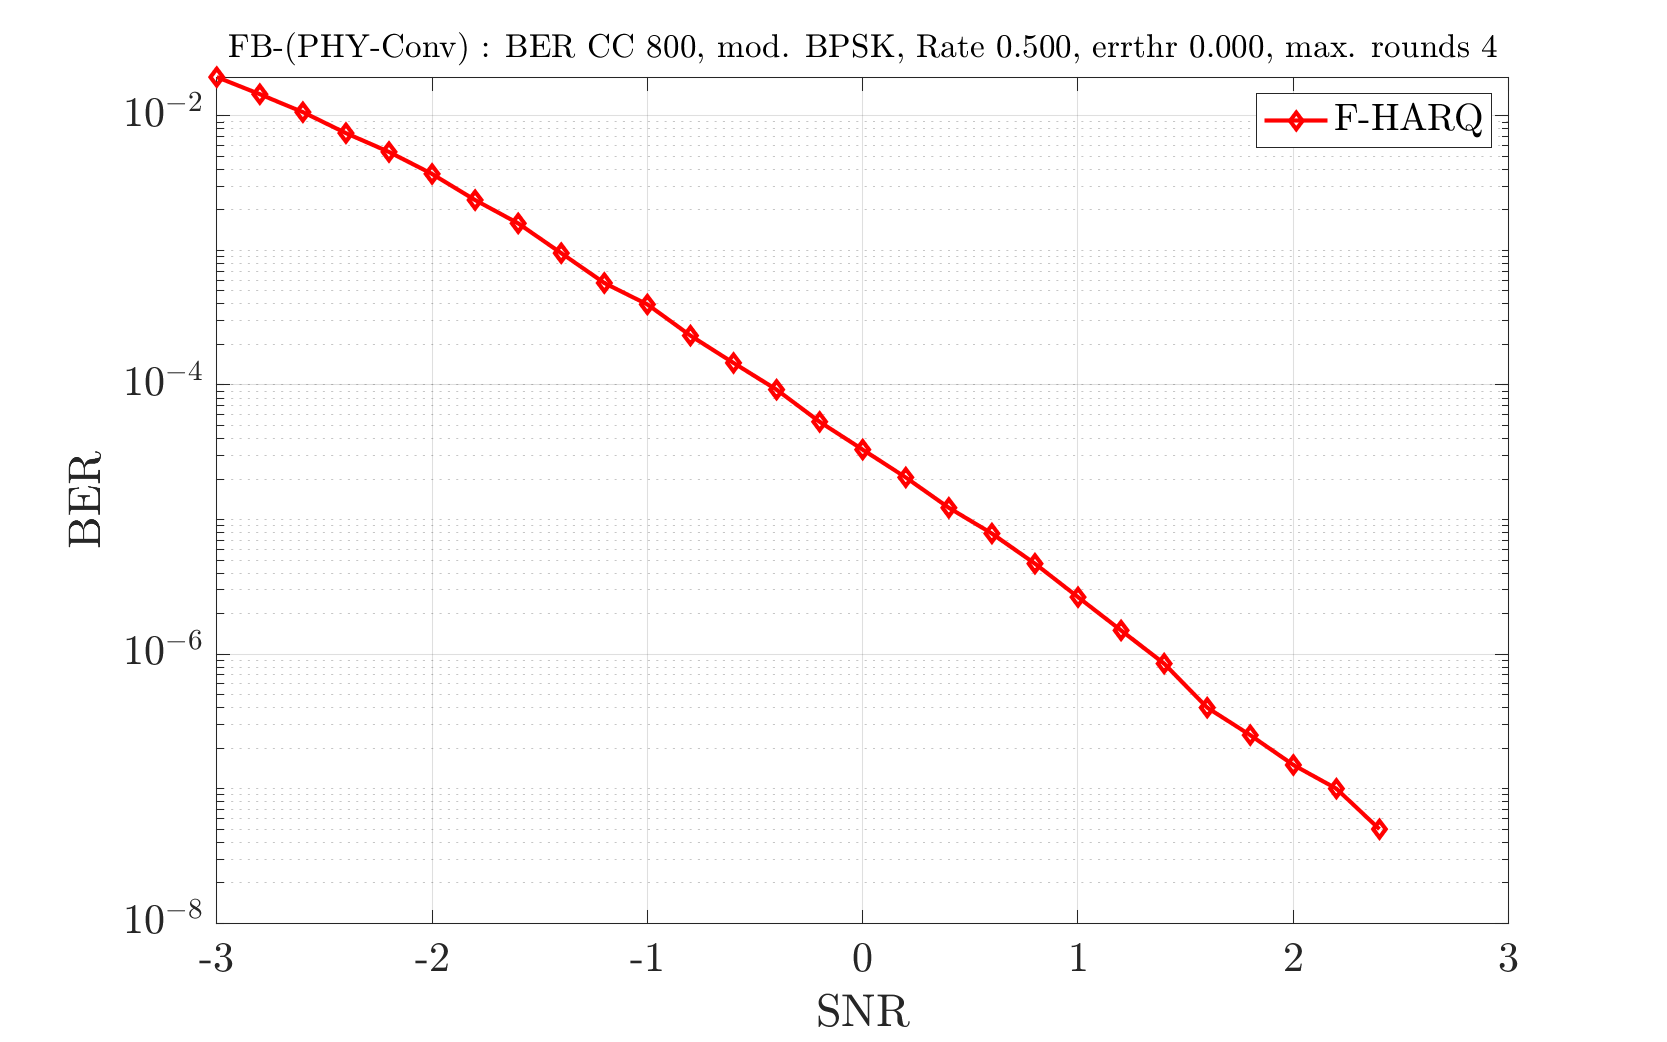 FB-(PHY-Conv) : BER CC 800, mod. BPSK, Rate 0.500, errthr 0.000, max. rounds 4
F-HARQ
10^{-2}
10^{-4}
10^{-6}
10^{-8}
BER
-3 -2 -1 0 1 2 3
SNR